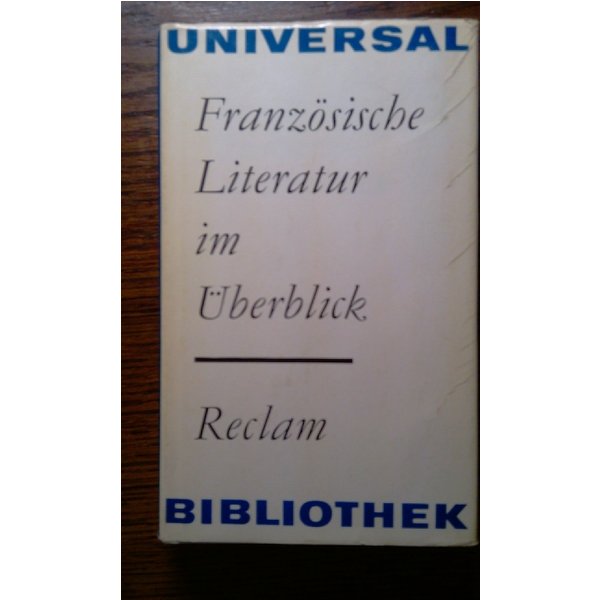 UNIVERSAL
Französische
Literatur
im
Überblick
Reclam
BIBLIOTHEK